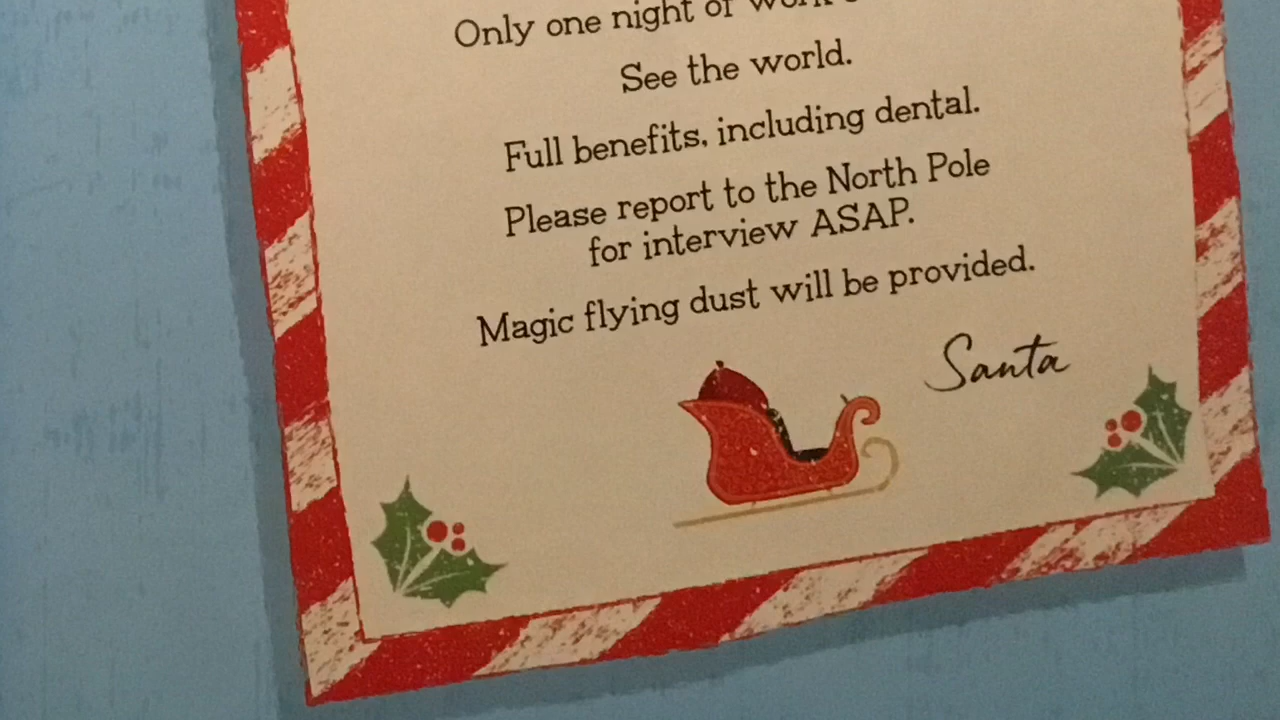 Only one night of work
See the world.
Full benefits, including dental.
Please report to the North Pole
for interview ASAP.
Magic flying dust will be provided.
Santa